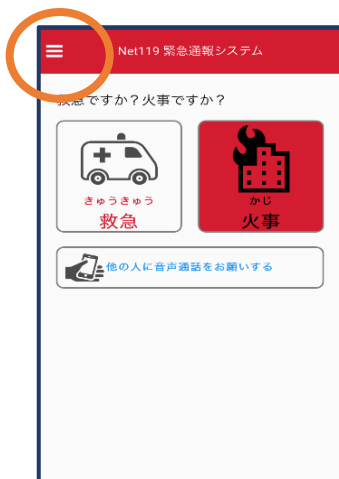 Net119 緊急通報システム
救急ですか？火事ですか？
きゅうきゅう
救急
かじ
火事
他の人に音声通話をお願いする